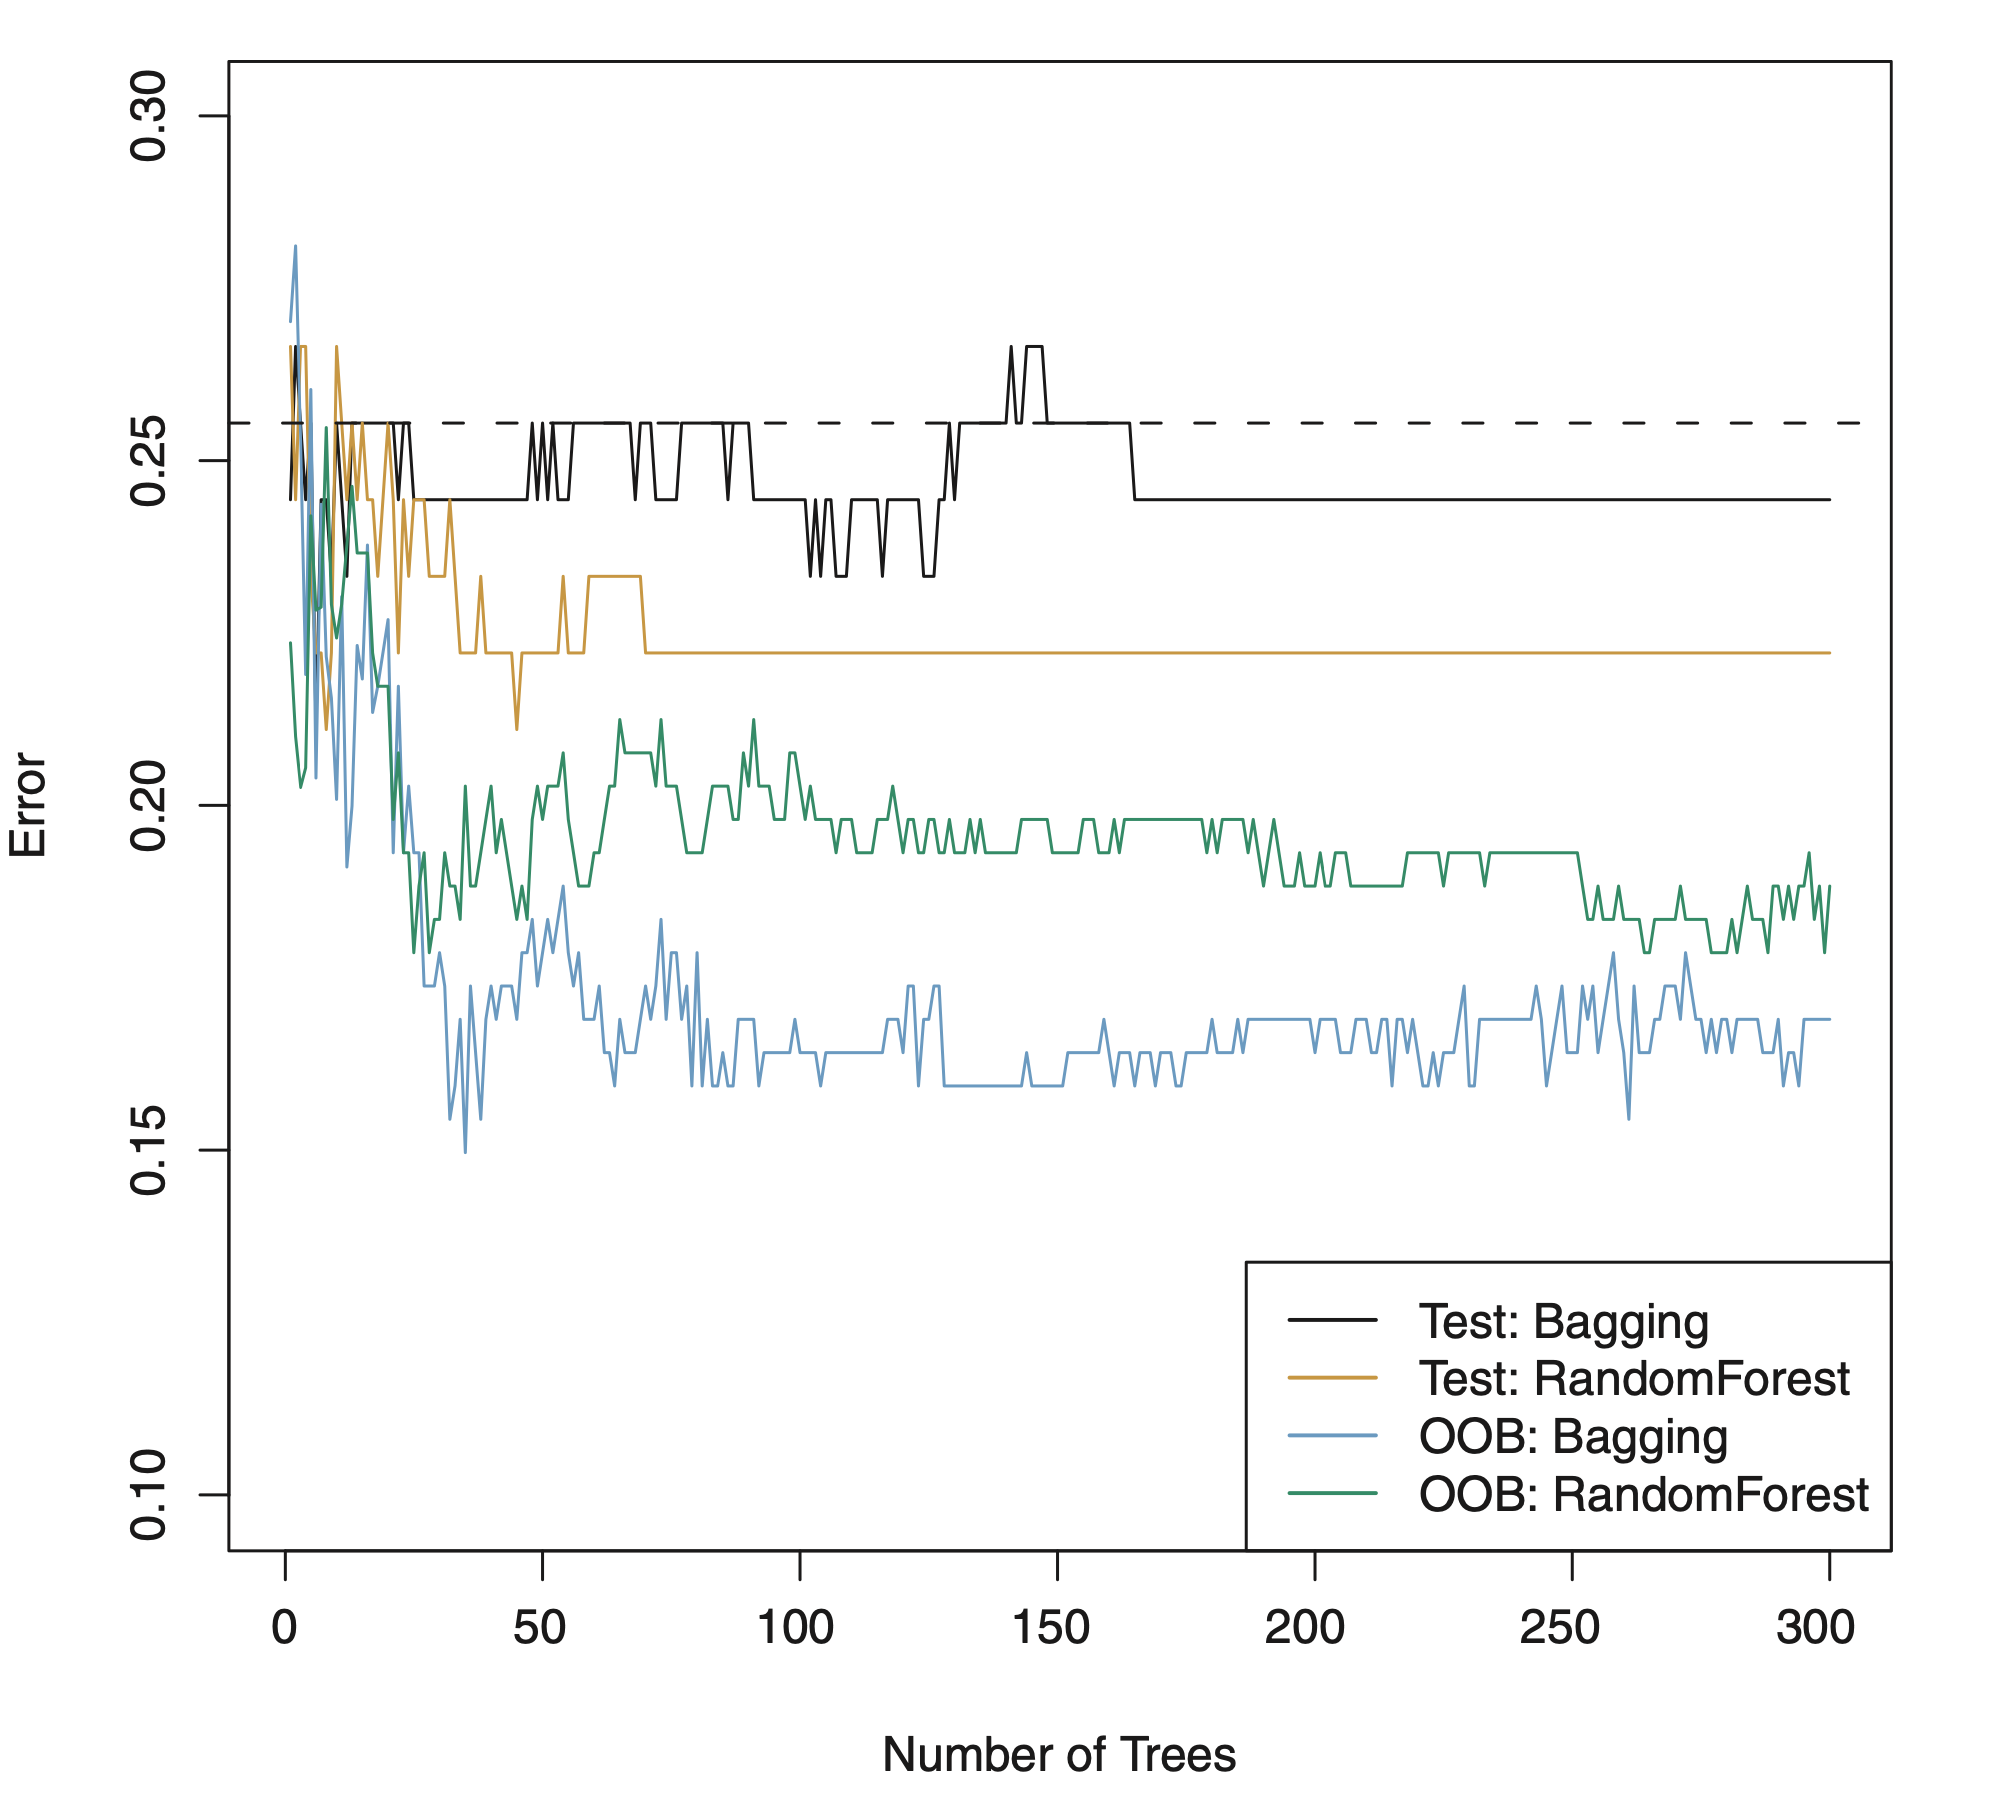 Error
0.30
0.25
0.20
0.15
0.10
Test: Bagging
Test: RandomForest
OOB: Bagging
OOB: RandomForest
0 50 100 150 200 250 300
Number of Trees